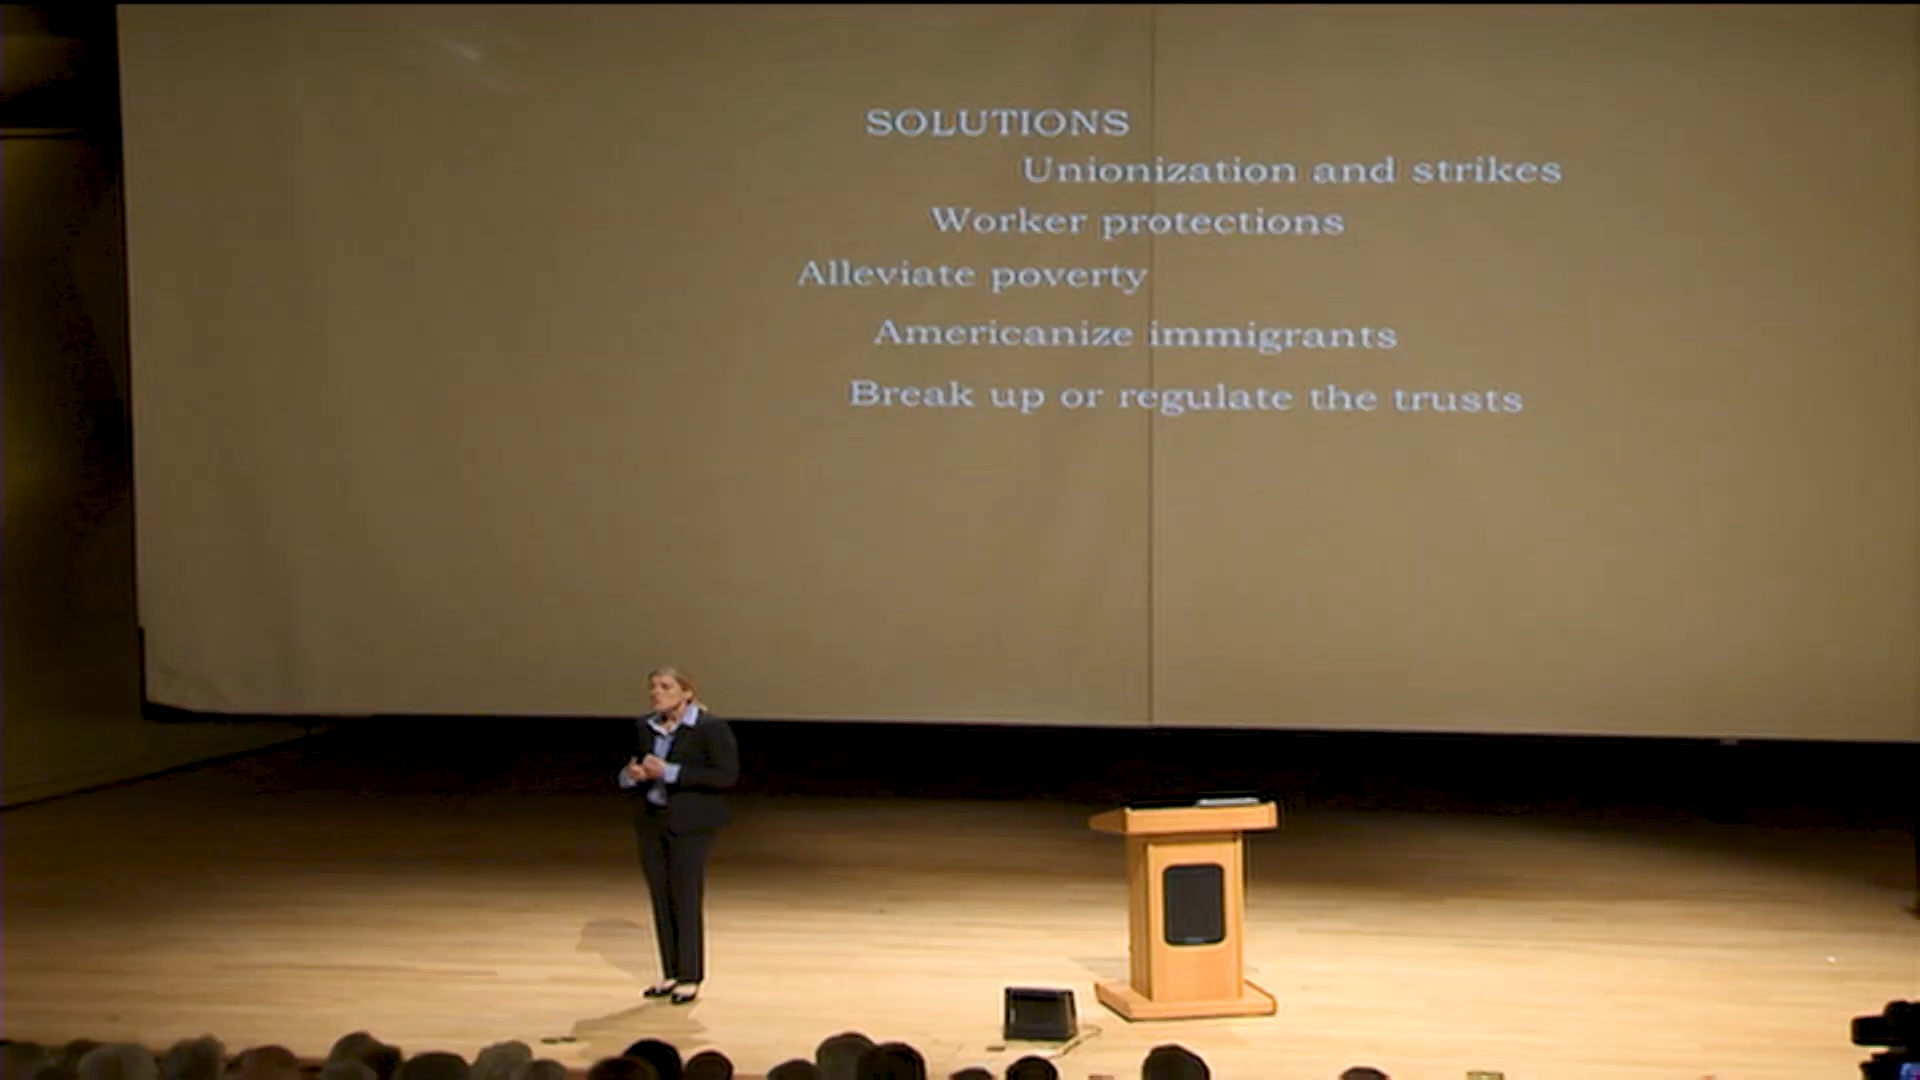 SOLUTIONS
Unionization and strikes
Worker protections
Alleviate poverty
Americanize immigrants
Break up or regulate the trusts